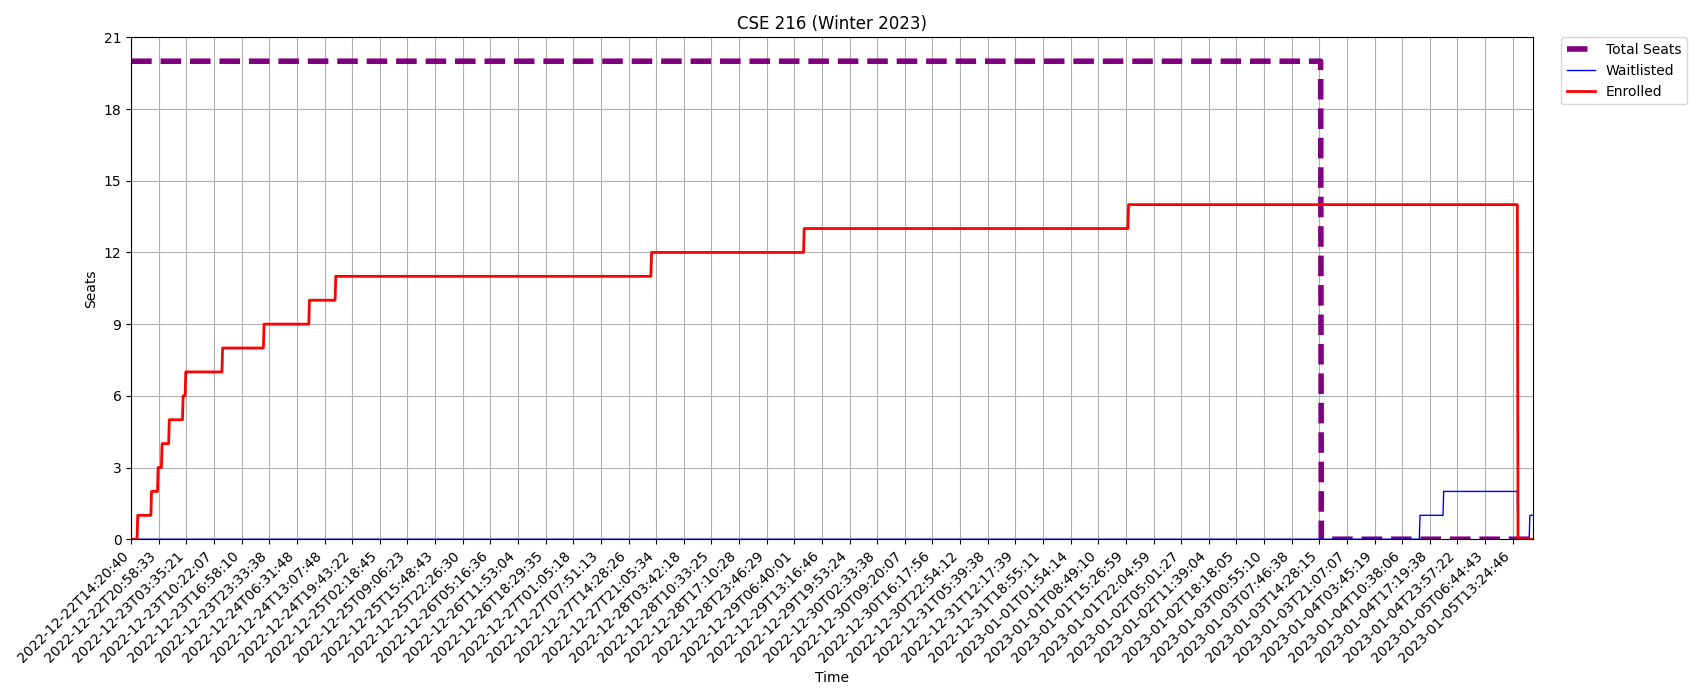 CSE 216 (Winter 2023)
Total Seats
Waitlisted
Enrolled
Seats
21
18
15
12
9
6
3
0
2022-12-22T14:20:40
2022-12-22T20:58:33
2022-12-23T03:35:21
2022-12-23T10:22:07
2022-12-23T16:58:10
2022-12-23T23:33:38
2022-12-24T06:31:48
2022-12-24T13:07:48
2022-12-24T19:43:22
2022-12-25T02:18:45
2022-12-25T09:06:23
2022-12-25T15:48:43
2022-12-25T22:26:30
2022-12-26T05:16:36
2022-12-26T11:53:04
2022-12-26T18:29:35
2022-12-27T01:05:18
2022-12-27T07:51:13
2022-12-27T14:28:26
2022-12-27T21:05:34
2022-12-28T03:42:18
2022-12-28T10:33:25
2022-12-28T17:10:28
2022-12-28T23:46:29
2022-12-29T06:40:01
2022-12-29T13:16:46
2022-12-29T19:53:24
2022-12-30T02:33:38
2022-12-30T09:20:07
2022-12-30T16:17:56
2022-12-30T22:54:12
2022-12-31T05:39:38
2022-12-31T12:17:39
2022-12-31T18:55:11
2023-01-01T01:54:14
2023-01-01T08:49:10
2023-01-01T15:26:59
2023-01-01T22:04:59
2023-01-02T05:01:27
2023-01-02T11:39:04
2023-01-02T18:18:05
2023-01-03T00:55:10
2023-01-03T07:46:38
2023-01-03T14:28:15
2023-01-03T21:07:07
2023-01-04T03:45:19
2023-01-04T10:38:06
2023-01-04T17:19:38
2023-01-04T23:57:22
2023-01-05T06:44:43
2023-01-05T13:24:46
Time